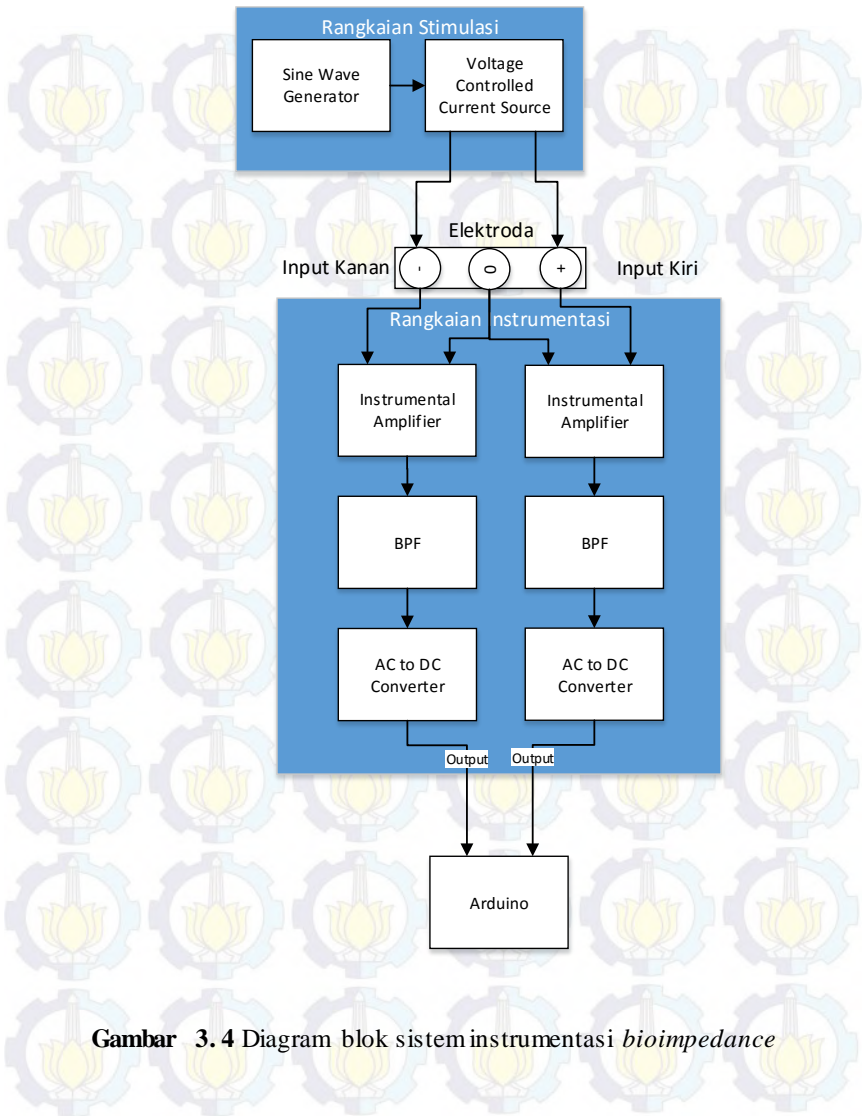 Rangkaian Stimulasi
Sine Wave
Generator
Voltage
Controlled
Current Source
Elektroda
Input Kanan
-
0
+
Input Kiri
Rangkaian Instrumentasi
Instrumental
Amplifier
Instrumental
Amplifier
BPF
BPF
AC to DC
Converter
AC to DC
Converter
Output
Output
Arduino
Gambar 3. 4 Diagram blok sistem instrumentasi bioimpedance